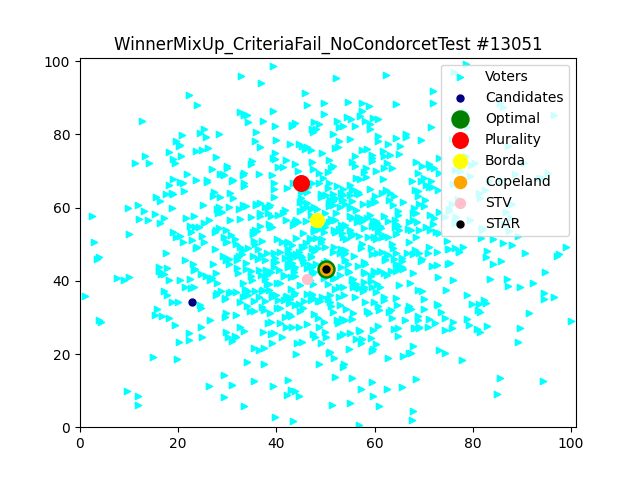 WinnerMixUp_CriteriaFail_NoCondorcetTest #13051
100
80
60
40
20
0
0
20
40
60
80
100
Voters
Candidates
Optimal
Plurality
Borda
Copeland
STV
STAR